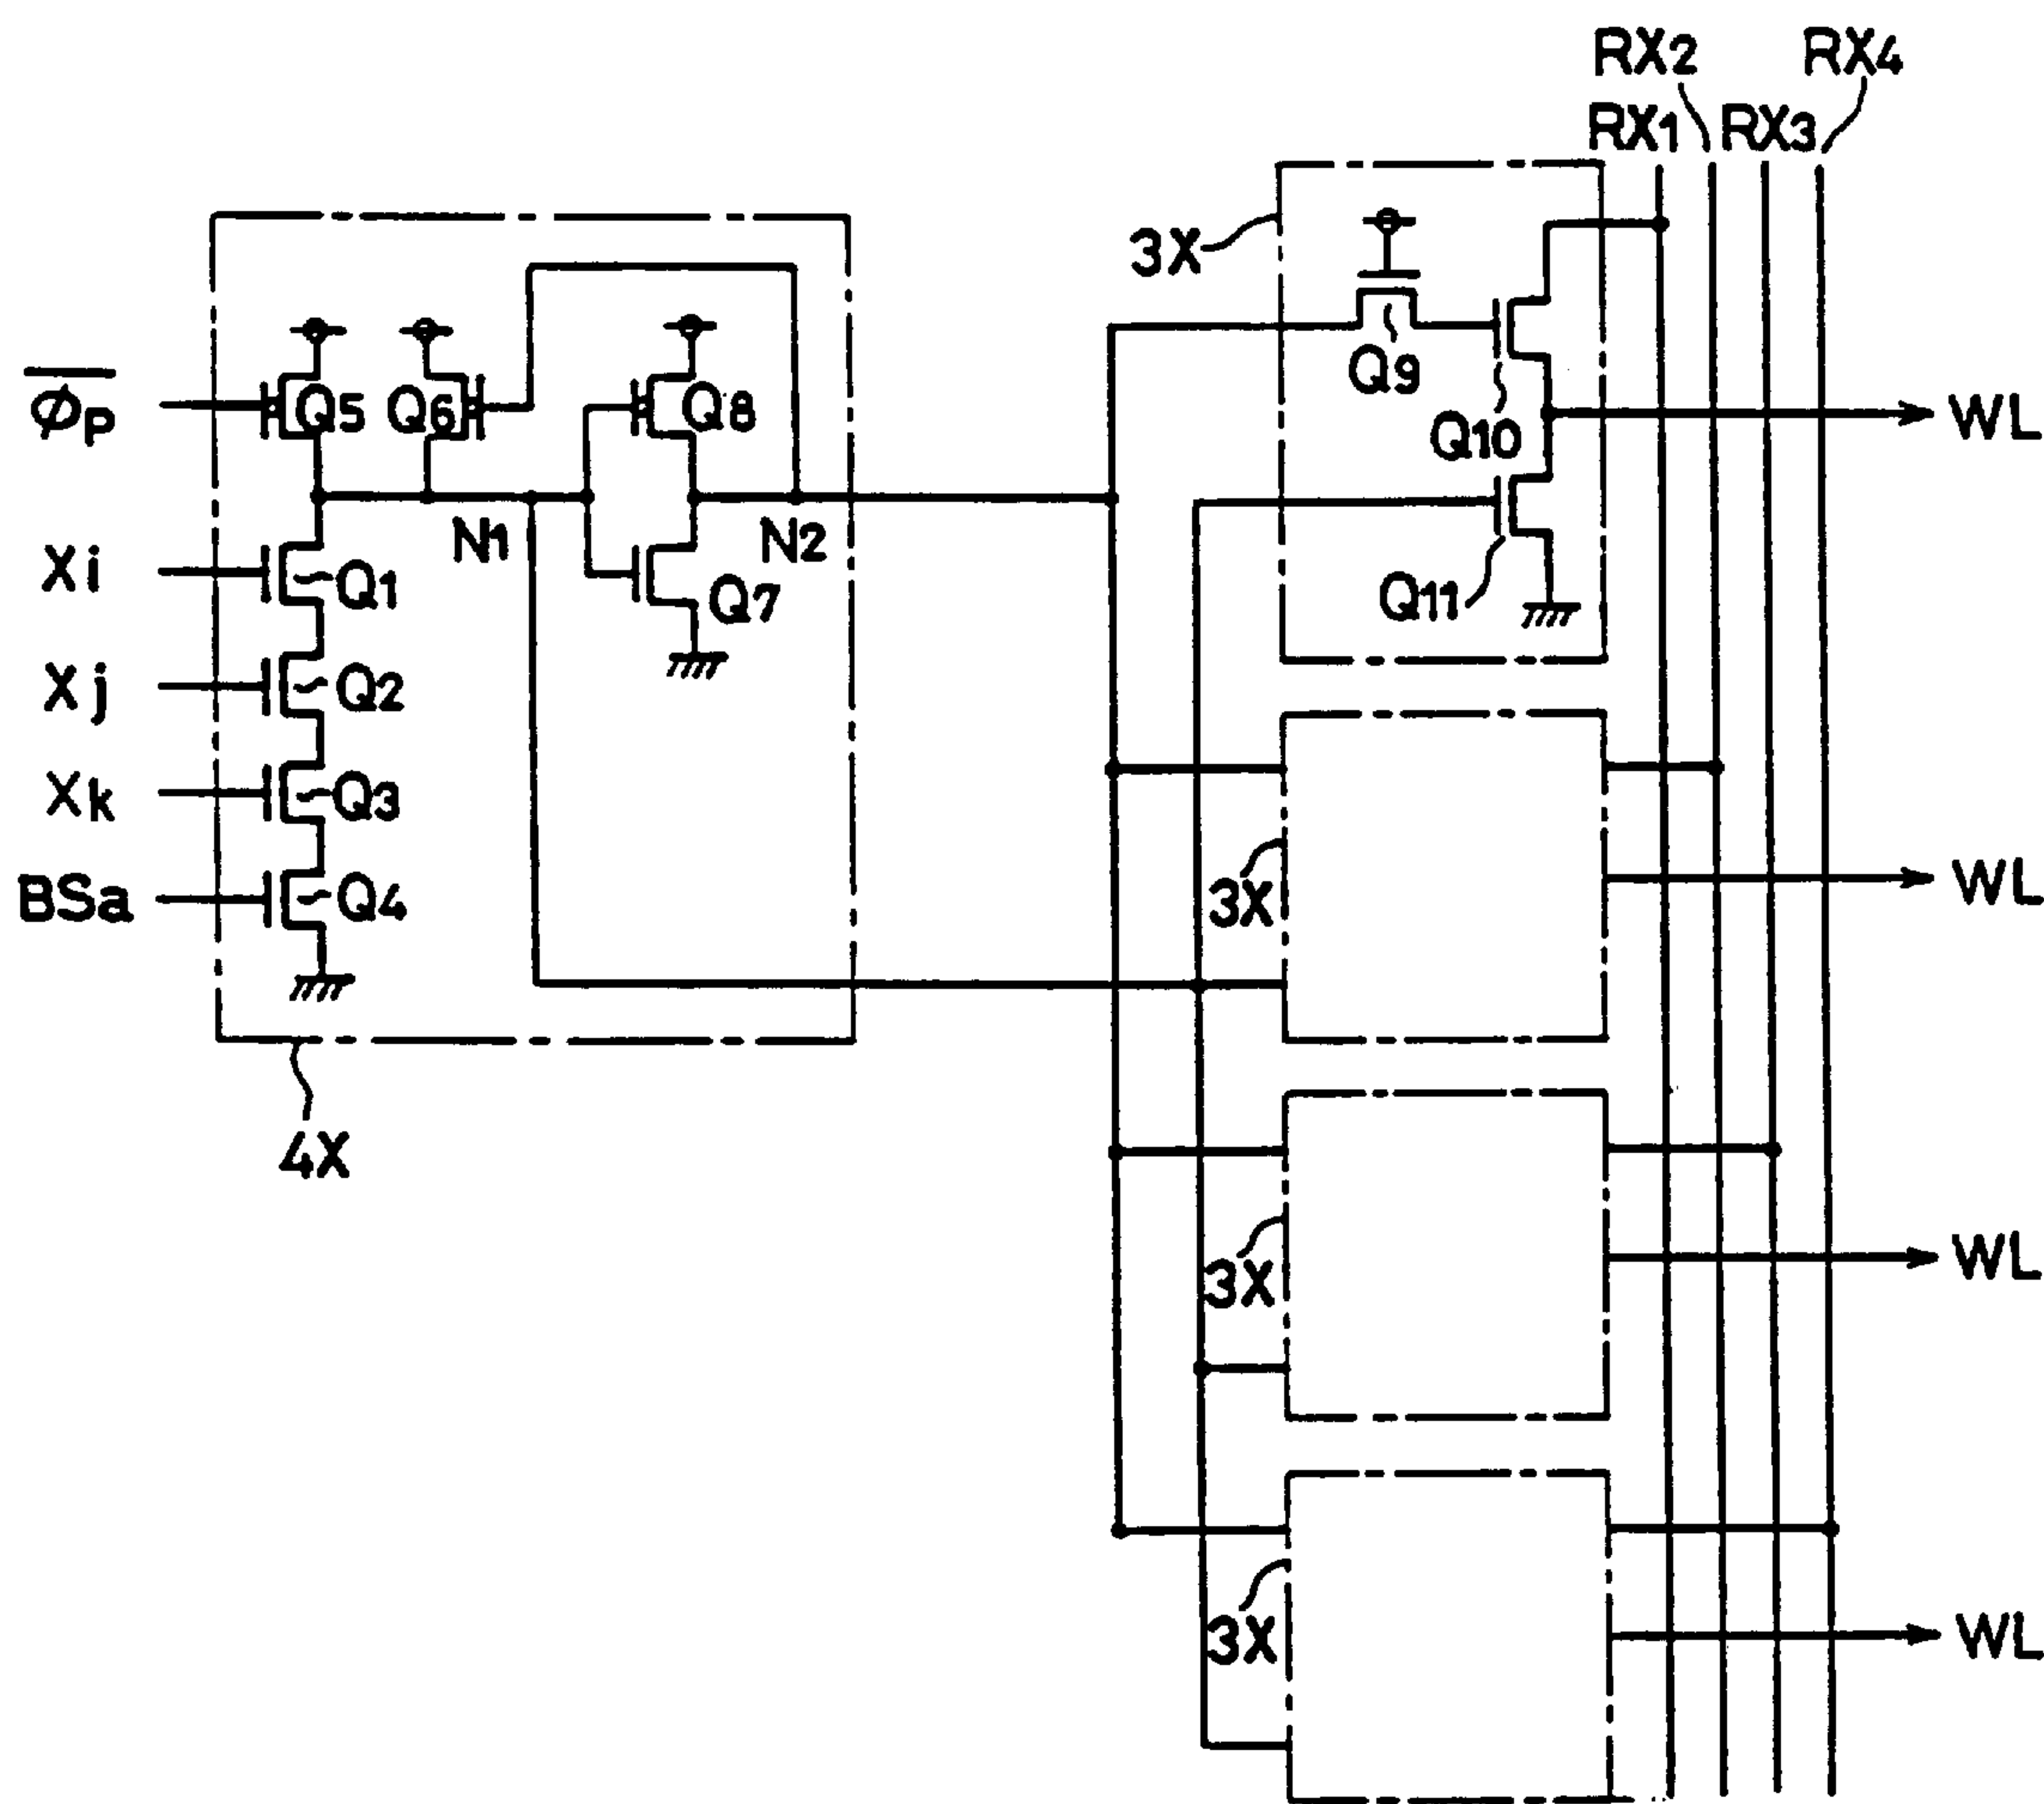 RX2 RX4
RX1 RX3
3X
Q9
Q10
WL
Q11
φP
Q5 Q6 Q8
N1 N2
Xi Q1
Q7
Xj Q2
Xk Q3
BSa Q4
4X
3X
WL
3X
WL
3X
WL